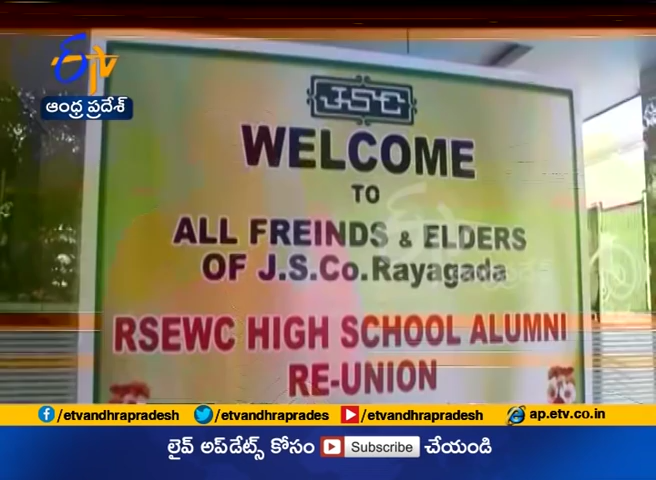 ETV
ఆంధ్ర ప్రదేశ్
JSC
WELCOME
TO
ALL FREINDS & ELDERS
OF J.S.Co. Rayagada
RSEWC HIGH SCHOOL ALUMNI
RE-UNION
/etvandhrapradesh /etvandhraprades /etvandhrapradesh ap.etv.co.in
లైవ్ అప్‌డేట్స్ కోసం Subscribe చేయండి